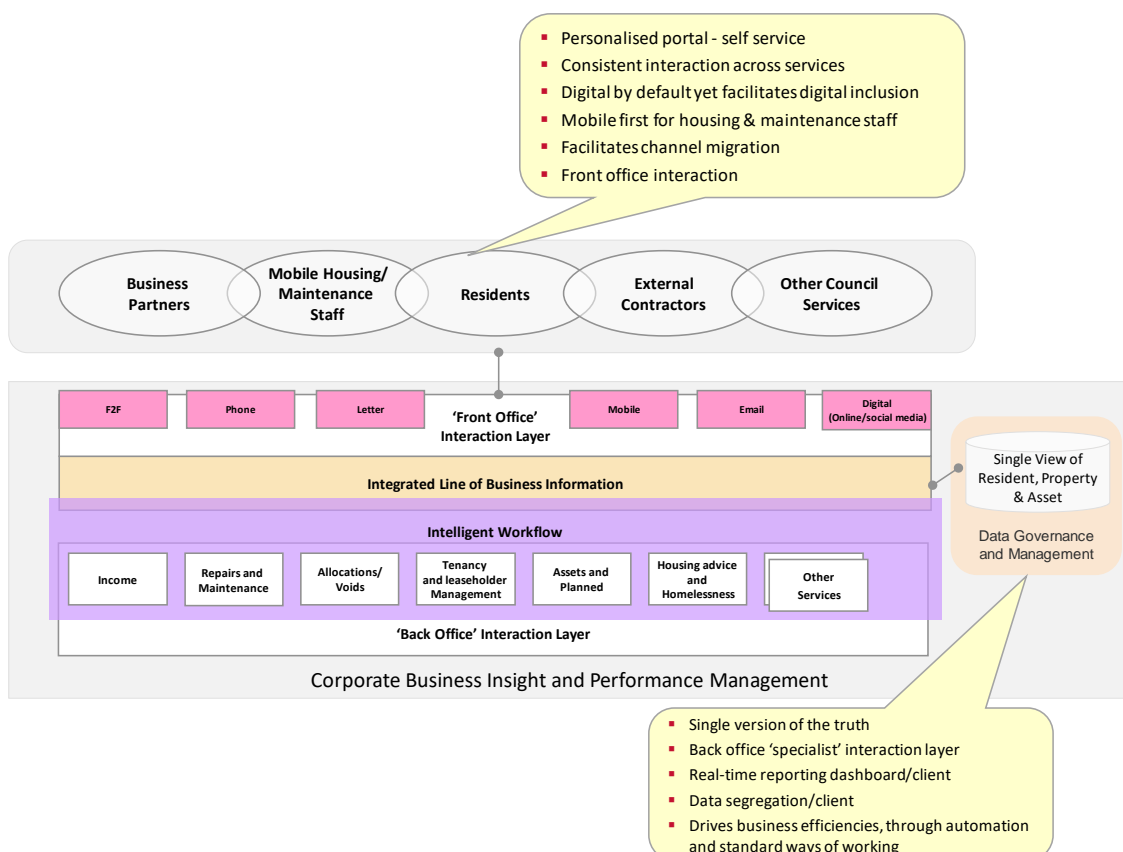 Personalised portal - self service
Consistent interaction across services
Digital by default yet facilitates digital inclusion
Mobile first for housing & maintenance staff
Facilitates channel migration
Front office interaction
Business
Partners
Mobile Housing/
Maintenance
Staff
Residents
External
Contractors
Other Council
Services
F2F
Phone
Letter
‘Front Office’
Interaction Layer
Mobile
Email
Digital
(Online/social media)
Integrated Line of Business Information
Single View of
Resident, Property
& Asset
Data Governance
and Management
Intelligent Workflow
Income
Repairs and
Maintenance
Allocations/
Voids
Tenancy
and leaseholder
Management
Assets and
Planned
Housing advice
and
Homelessness
Other
Services
‘Back Office’ Interaction Layer
Corporate Business Insight and Performance Management
Single version of the truth
Back office ‘specialist’ interaction layer
Real-time reporting dashboard/client
Data segregation/client
Drives business efficiencies, through automation
and standard ways of working